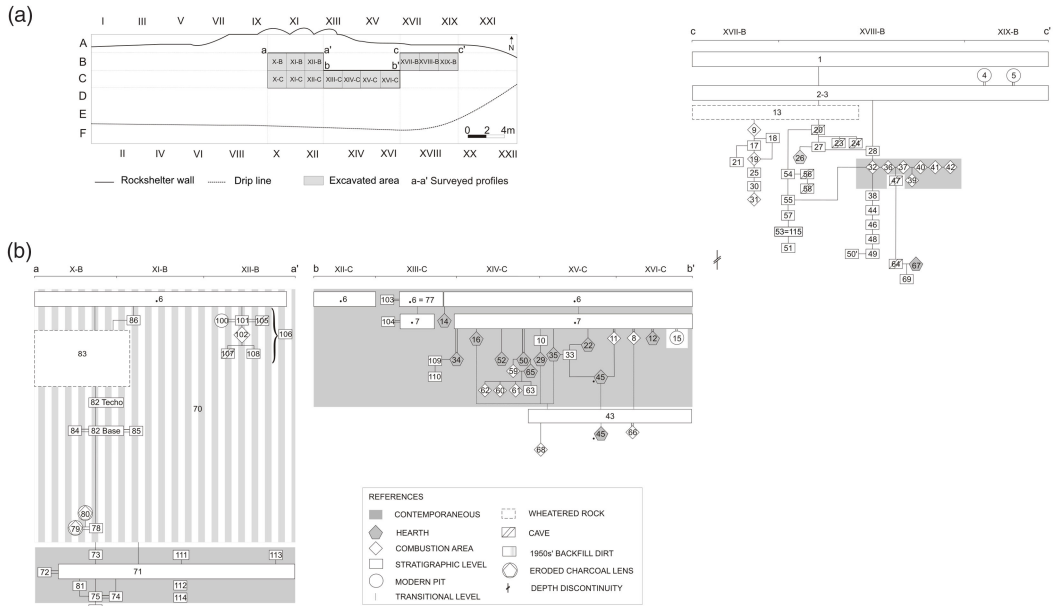 (a)
I III V VII IX XI XIII XV XVII XIX XXI
A
B
C
D
E
F
a a' c c'
b b'
N
X-B XI-B XII-B XVII-B XVIII-B XIX-B
X-C XI-C XII-C XIII-C XIV-C XV-C XVI-C
0 2 4m
II IV VI VIII X XII XIV XVI XVIII XX XXII
Rockshelter wall Drip line Excavated area a-a' Surveyed profiles
c c'
XVII-B XVIII-B XIX-B
1
4 5
2-3
13
9 20
18 23 24
17 27 28
21 19 26
25 54 56 32 36 37 40 41 42
30 58 47 39
31 55 38
57 44
53=115 46
51 48
50' 49
64 67
69
(b)
a a'
X-B XI-B XII-B
.6
86 100 101 105
102 106
83 107 108
70
82 Techo
84 82 Base 85
80
79 78
73 111 113
72 71
81 112
75 74 114
b b'
XII-C XIII-C XIV-C XV-C XVI-C
.6 103 .6 = 77 .6
104 .7 14 .7
16 10 11 8 12 15
109 34 52 50 29 35 33 22
110 59 65 45
62 60 61 63
43
45 66
68
REFERENCES
CONTEMPORANEOUS
HEARTH
COMBUSTION AREA
STRATIGRAPHIC LEVEL
MODERN PIT
TRANSITIONAL LEVEL
WHEATERED ROCK
CAVE
1950s' BACKFILL DIRT
ERODED CHARCOAL LENS
DEPTH DISCONTINUITY